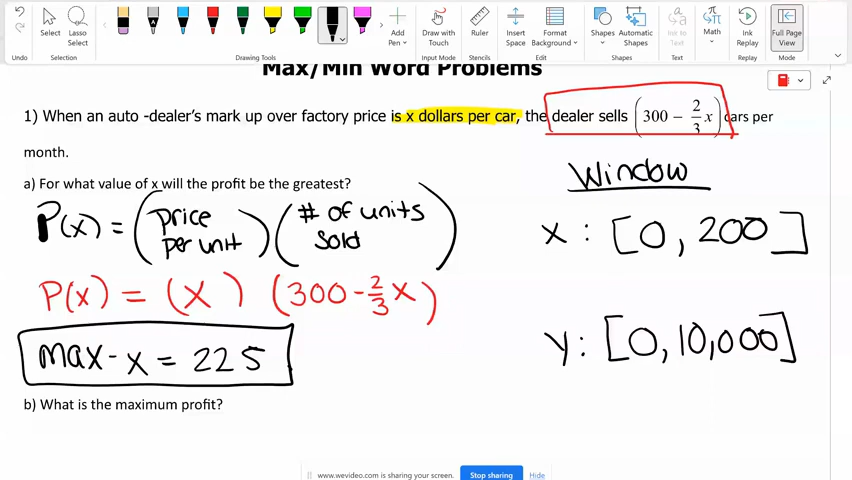 Select
Lasso Select
Add Pen
Draw with Touch
Ruler
Insert Space
Format Background
Shapes
Automatic Shapes
Ink to Text
Math
Ink Replay
Full Page View
Undo
Selection
Drawing Tools
Input Mode
Stencils
Edit
Convert
Replay
Mode
Max/Min Word Problems
1) When an auto -dealer's mark up over factory price is x dollars per car, the dealer sells (300 − 2/3 x) cars per
month.
Window
a) For what value of x will the profit be the greatest?
P(x) = (price per unit) (# of units sold)
x : [0, 200]
P(x) = (x) (300 - 2/3 x)
max - x = 225
y: [0, 10,000]
b) What is the maximum profit?
www.wevideo.com is sharing your screen.
Stop sharing
Hide